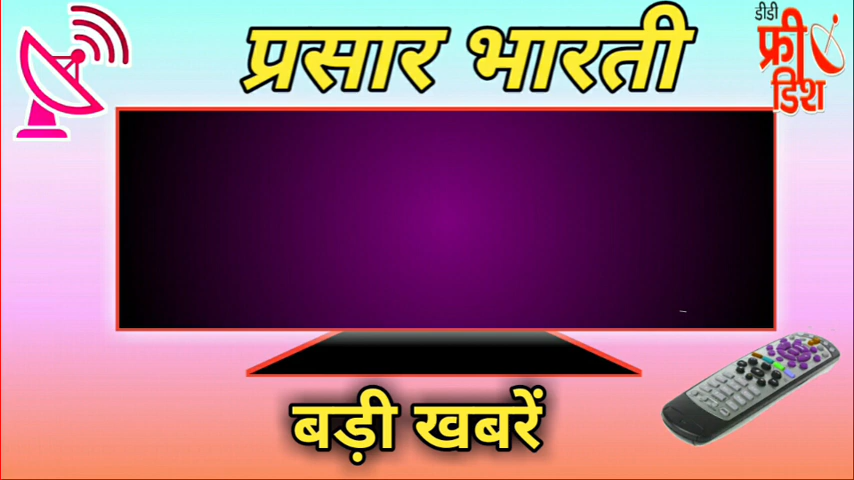 प्रसार भारती
डीडी
फ्री
डिश
बड़ी खबरें